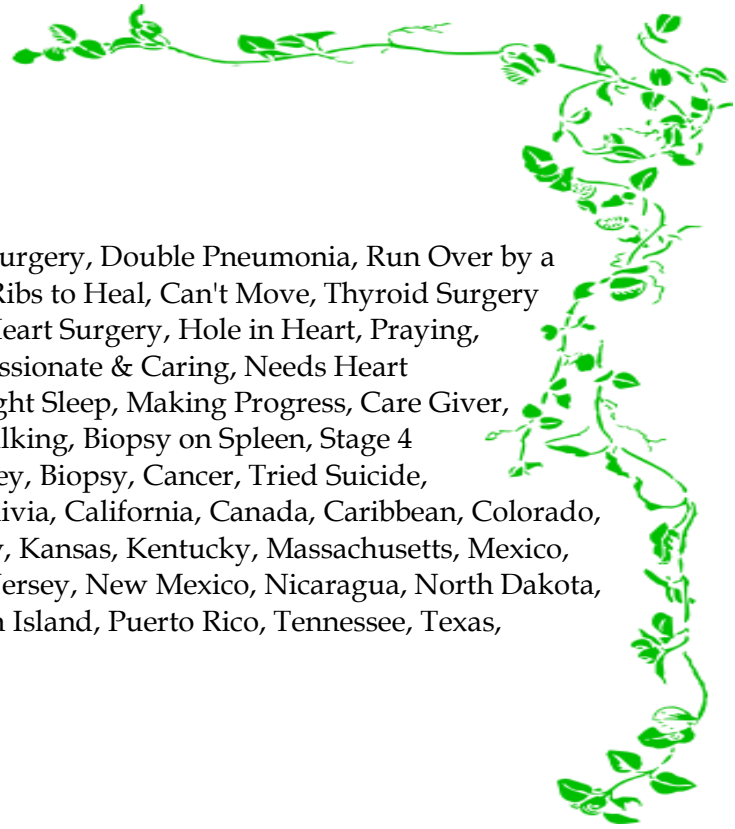 urgery, Double Pneumonia, Run Over by a
Ribs to Heal, Can't Move, Thyroid Surgery
Heart Surgery, Hole in Heart, Praying,
ssionate & Caring, Needs Heart
ght Sleep, Making Progress, Care Giver,
lking, Biopsy on Spleen, Stage 4
ey, Biopsy, Cancer, Tried Suicide,
livia, California, Canada, Caribbean, Colorado,
y, Kansas, Kentucky, Massachusetts, Mexico,
Jersey, New Mexico, Nicaragua, North Dakota,
n Island, Puerto Rico, Tennessee, Texas,